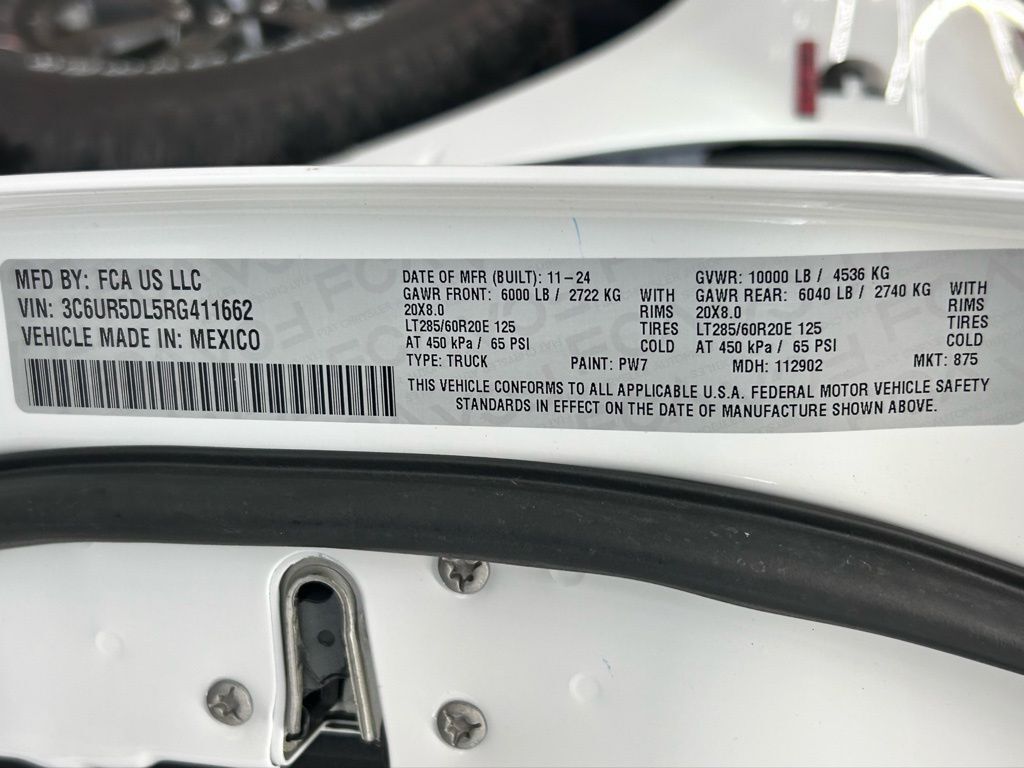 MFD BY: FCA US LLC
VIN: 3C6UR5DL5RG411662
VEHICLE MADE IN: MEXICO
DATE OF MFR (BUILT): 11-24
GVWR: 10000 LB / 4536 KG
GAWR FRONT: 6000 LB / 2722 KG WITH
20X8.0 RIMS
LT285/60R20E 125 TIRES
AT 450 kPa / 65 PSI COLD
GAWR REAR: 6040 LB / 2740 KG WITH
20X8.0 RIMS
LT285/60R20E 125 TIRES
AT 450 kPa / 65 PSI COLD
TYPE: TRUCK PAINT: PW7 MDH: 112902 MKT: 875
THIS VEHICLE CONFORMS TO ALL APPLICABLE U.S.A. FEDERAL MOTOR VEHICLE SAFETY
STANDARDS IN EFFECT ON THE DATE OF MANUFACTURE SHOWN ABOVE.